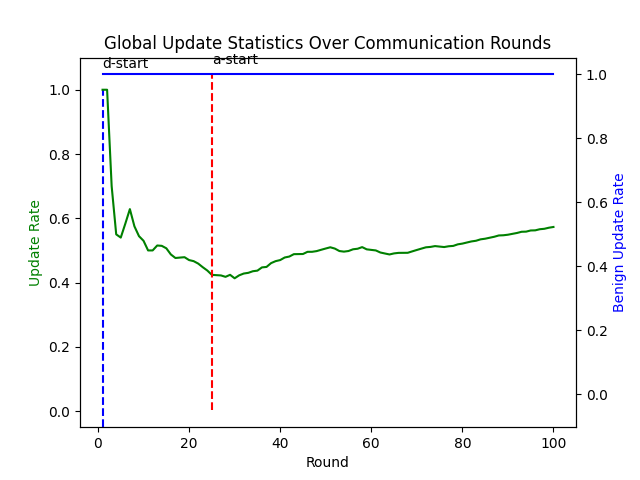 Global Update Statistics Over Communication Rounds
d-start
a-start
1.0
0.8
0.6
0.4
0.2
0.0
Update Rate
1.0
0.8
0.6
0.4
0.2
0.0
Benign Update Rate
0 20 40 60 80 100
Round